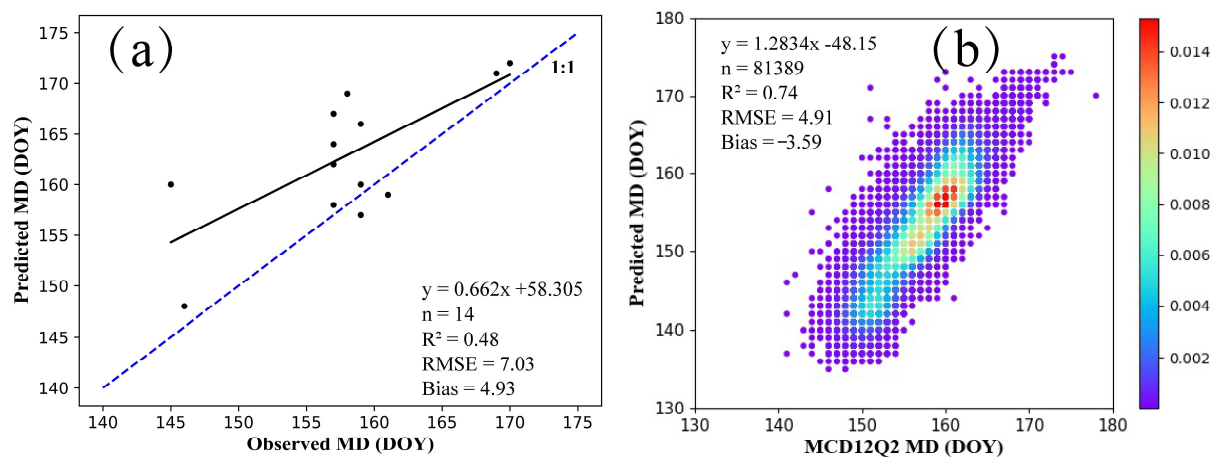 (a)
175
170
165
160
155
150
145
140
Predicted MD (DOY)
1:1
y = 0.662x +58.305
n = 14
R² = 0.48
RMSE = 7.03
Bias = 4.93
140 145 150 155 160 165 170 175
Observed MD (DOY)
(b)
180
170
160
150
140
130
Predicted MD (DOY)
y = 1.2834x -48.15
n = 81389
R² = 0.74
RMSE = 4.91
Bias = −3.59
130 140 150 160 170 180
MCD12Q2 MD (DOY)
0.014
0.012
0.010
0.008
0.006
0.004
0.002